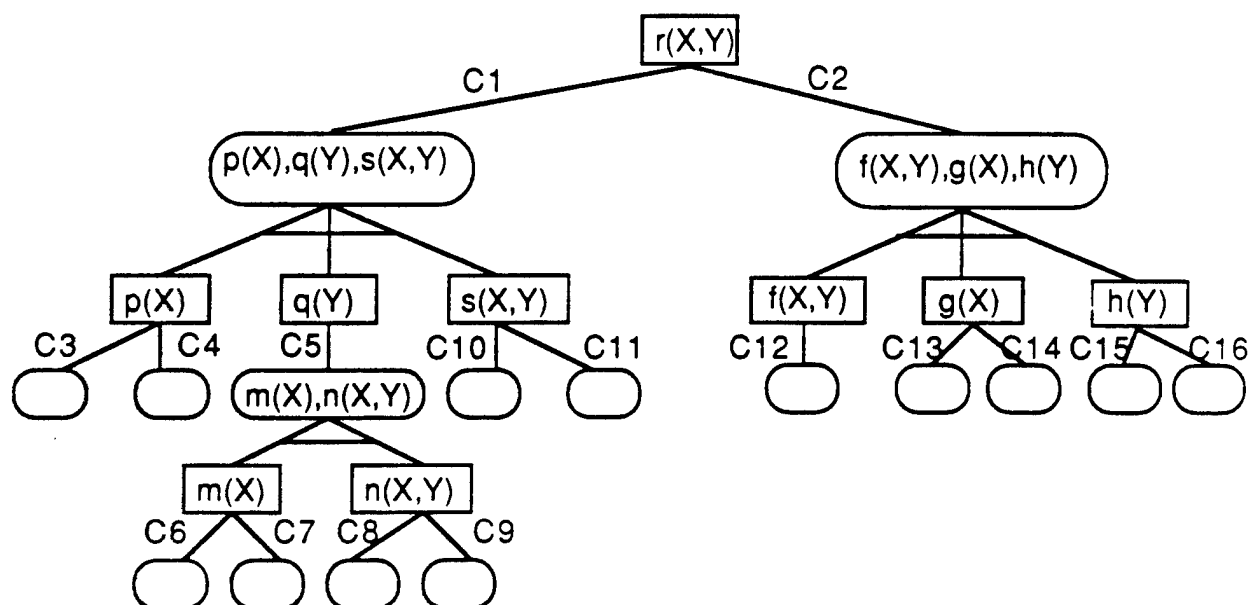 r(X,Y)
C1 C2
p(X),q(Y),s(X,Y) f(X,Y),g(X),h(Y)
p(X) q(Y) s(X,Y) f(X,Y) g(X) h(Y)
C3 C4 C5 C10 C11 C12 C13 C14 C15 C16
m(X),n(X,Y)
m(X) n(X,Y)
C6 C7 C8 C9